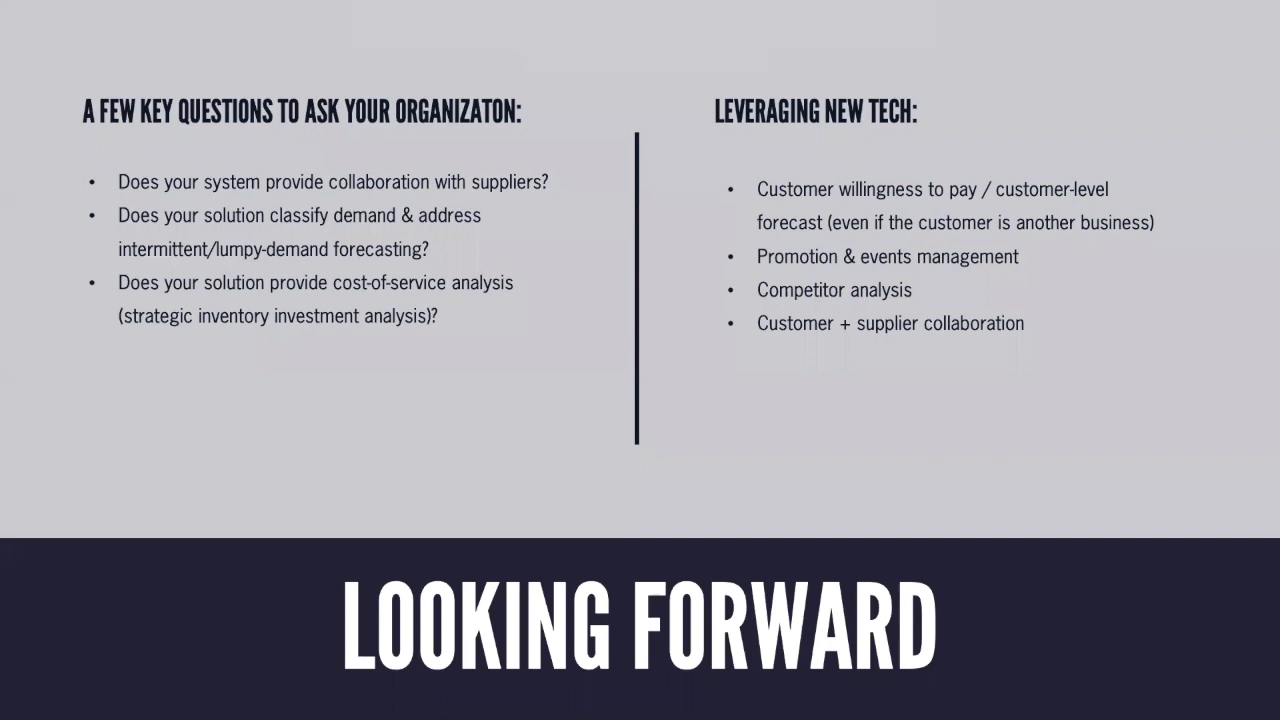 A FEW KEY QUESTIONS TO ASK YOUR ORGANIZATON:
• Does your system provide collaboration with suppliers?
• Does your solution classify demand & address
intermittent/lumpy-demand forecasting?
• Does your solution provide cost-of-service analysis
(strategic inventory investment analysis)?
LEVERAGING NEW TECH:
• Customer willingness to pay / customer-level
forecast (even if the customer is another business)
• Promotion & events management
• Competitor analysis
• Customer + supplier collaboration
LOOKING FORWARD